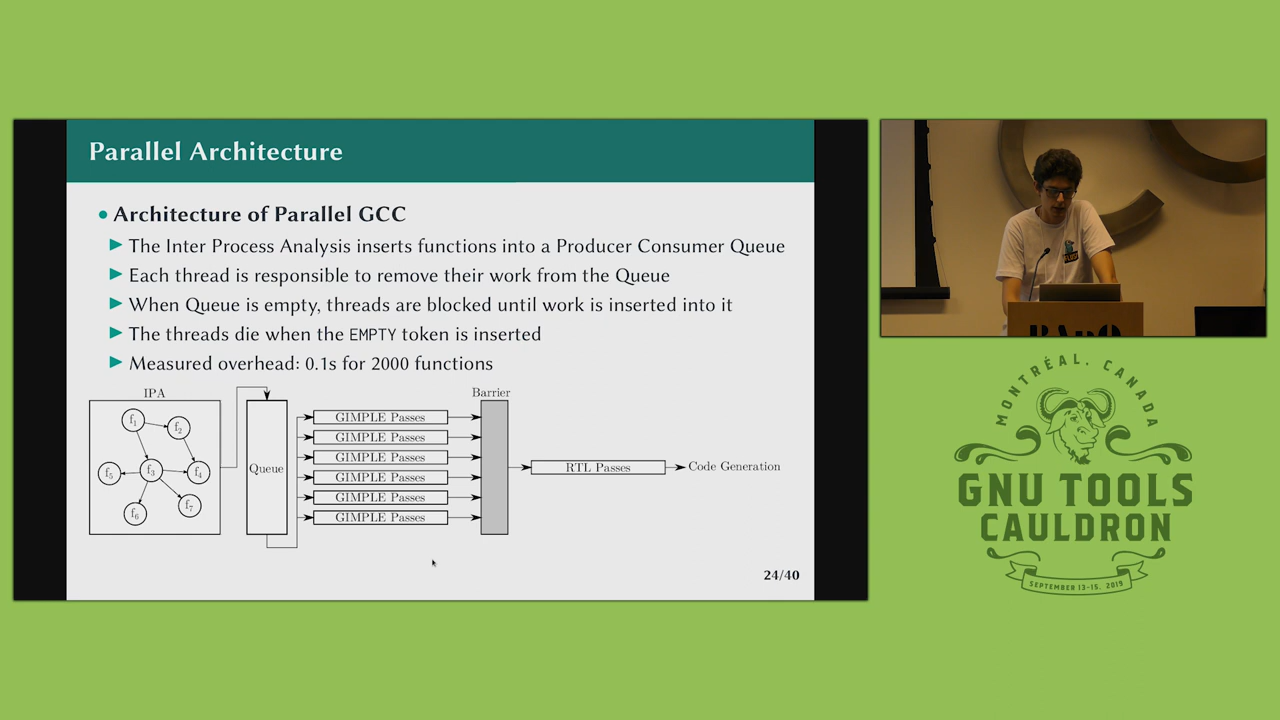 Parallel Architecture
Architecture of Parallel GCC
The Inter Process Analysis inserts functions into a Producer Consumer Queue
Each thread is responsible to remove their work from the Queue
When Queue is empty, threads are blocked until work is inserted into it
The threads die when the EMPTY token is inserted
Measured overhead: 0.1s for 2000 functions
IPA
f1
f2
f3
f4
f5
f6
f7
Queue
GIMPLE Passes
GIMPLE Passes
GIMPLE Passes
GIMPLE Passes
GIMPLE Passes
GIMPLE Passes
Barrier
RTL Passes
Code Generation
24/40
MONTRÉAL, CANADA
GNU TOOLS
CAULDRON
SEPTEMBER 13-15, 2019